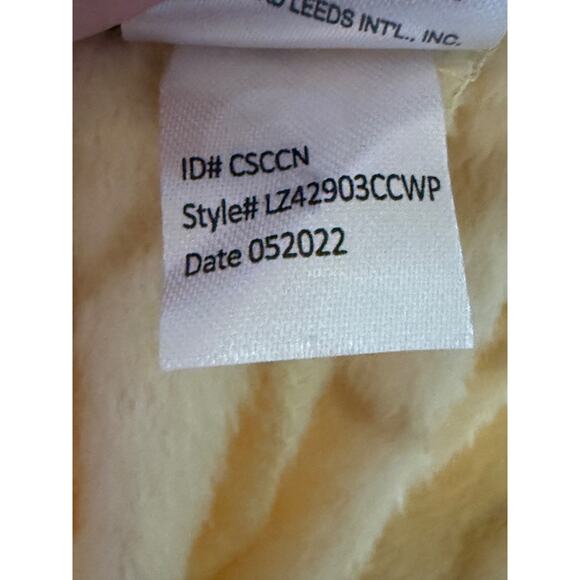 LEEDS INT'L., INC.
ID# CSCCN
Style# LZ42903CCWP
Date 052022